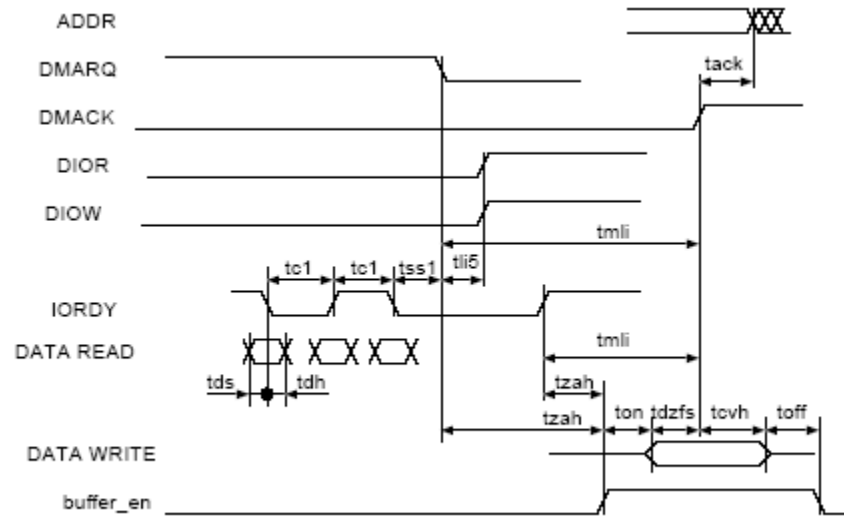 ADDR
DMARQ
tack
DMACK
DIOR
DIOW
tmli
tc1 tc1 tss1 tli5
IORDY
tmli
DATA READ
tds tdh tzah
tzah ton tdzfs tcvh toff
DATA WRITE
buffer_en